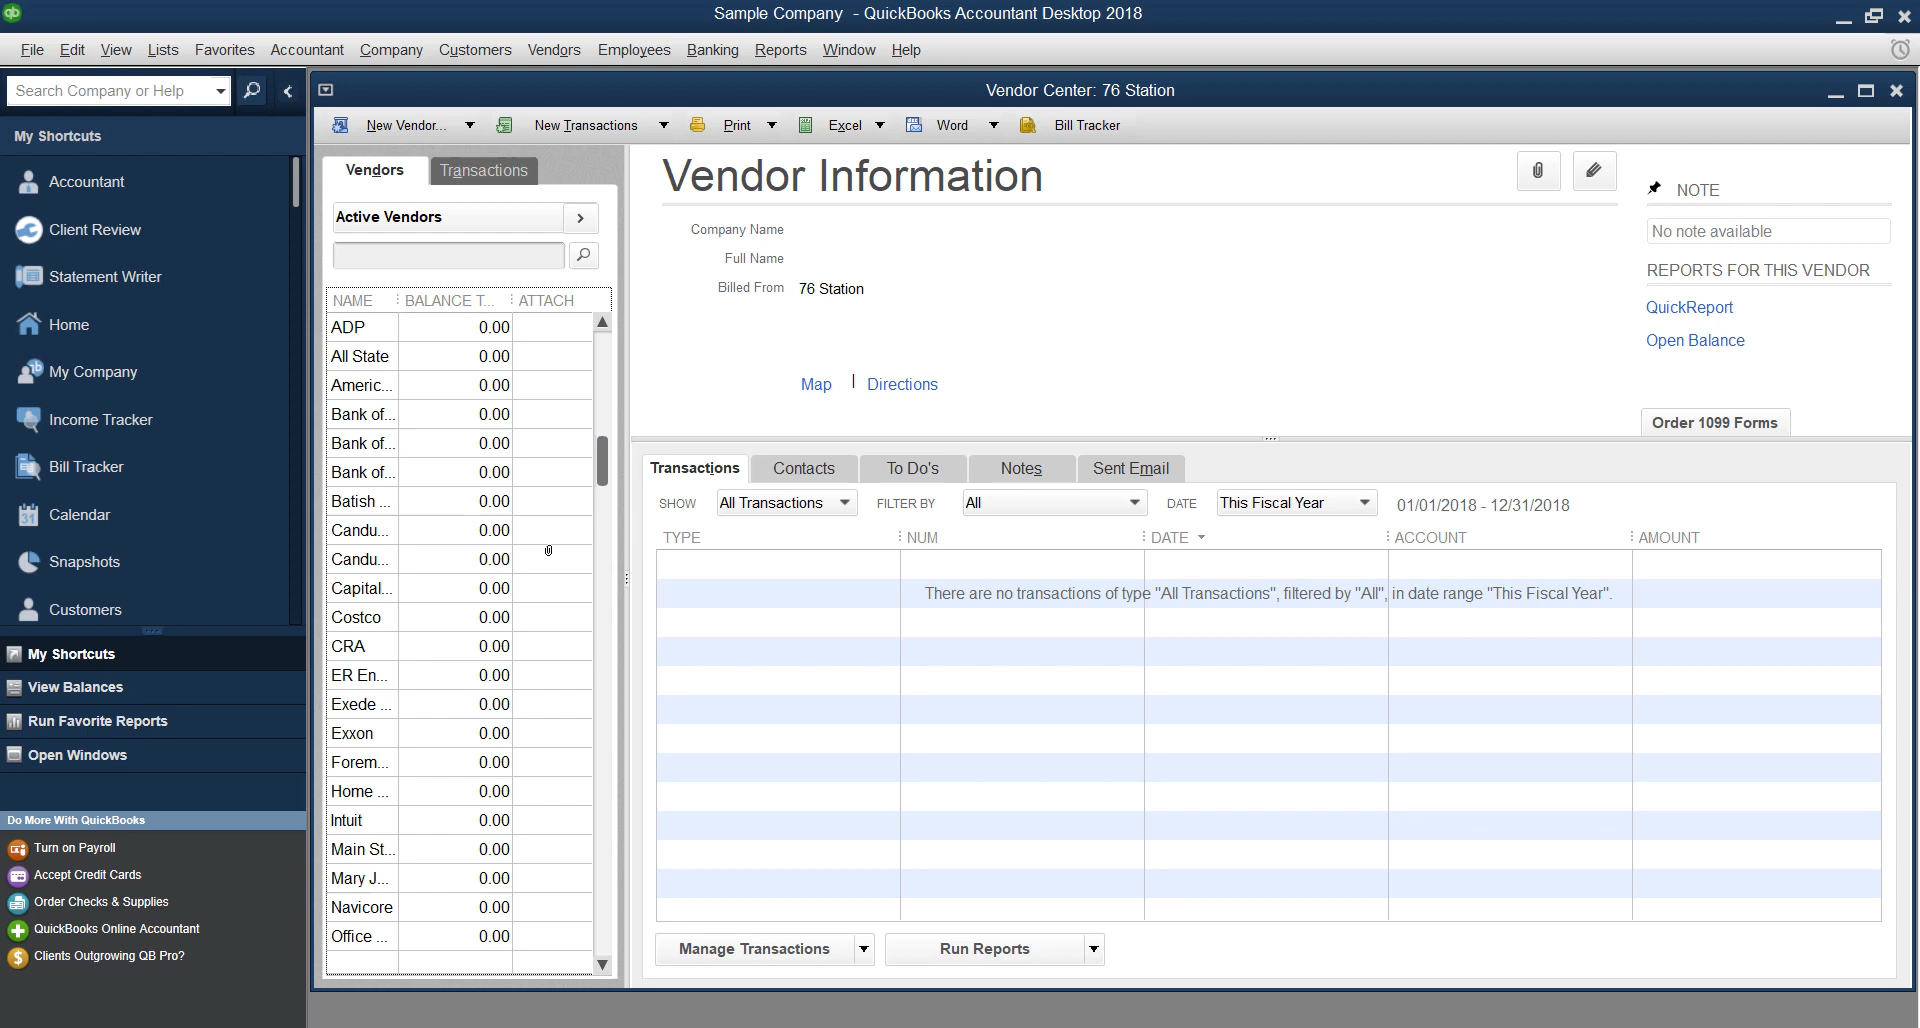 Sample Company - QuickBooks Accountant Desktop 2018
File Edit View Lists Favorites Accountant Company Customers Vendors Employees Banking Reports Window Help
Search Company or Help
My Shortcuts
Accountant
Client Review
Statement Writer
Home
My Company
Income Tracker
Bill Tracker
Calendar
Snapshots
Customers
My Shortcuts
View Balances
Run Favorite Reports
Open Windows
Do More With QuickBooks
Turn on Payroll
Accept Credit Cards
Order Checks & Supplies
QuickBooks Online Accountant
Clients Outgrowing QB Pro?
Vendor Center: 76 Station
New Vendor... New Transactions Print Excel Word Bill Tracker
Vendors Transactions
Active Vendors
NAME BALANCE T... ATTACH
ADP 0.00
All State 0.00
Americ... 0.00
Bank of... 0.00
Bank of... 0.00
Bank of... 0.00
Batish ... 0.00
Candu... 0.00
Candu... 0.00
Capital... 0.00
Costco 0.00
CRA 0.00
ER En... 0.00
Exede ... 0.00
Exxon 0.00
Forem... 0.00
Home ... 0.00
Intuit 0.00
Main St... 0.00
Mary J... 0.00
Navicore 0.00
Office ... 0.00
Vendor Information
Company Name
Full Name
Billed From 76 Station
Map | Directions
NOTE
No note available
REPORTS FOR THIS VENDOR
QuickReport
Open Balance
Order 1099 Forms
Transactions Contacts To Do's Notes Sent Email
SHOW All Transactions FILTER BY All DATE This Fiscal Year 01/01/2018 - 12/31/2018
TYPE NUM DATE ACCOUNT AMOUNT
There are no transactions of type "All Transactions", filtered by "All", in date range "This Fiscal Year".
Manage Transactions Run Reports